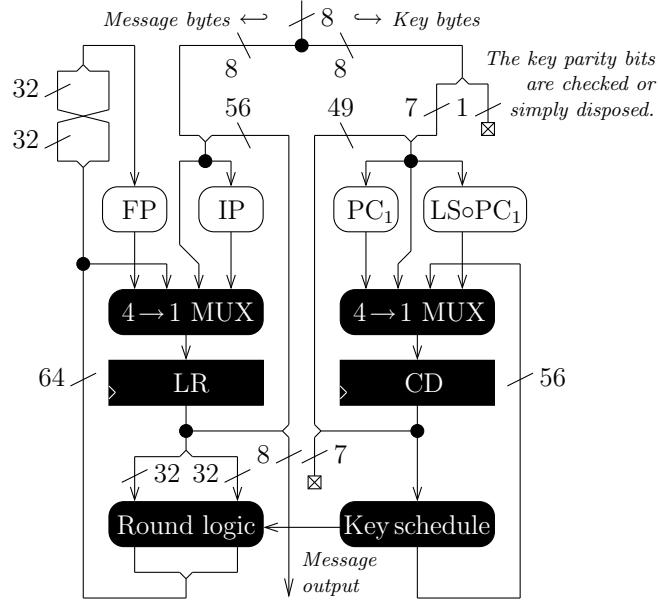 Message bytes ↩ 8 ↪ Key bytes
8 8
The key parity bits
are checked or
simply disposed.
32
32
56 49 7 1
FP IP PC₁ LS∘PC₁
4→1 MUX 4→1 MUX
64 LR CD 56
32 32 8 7
Round logic Key schedule
Message
output